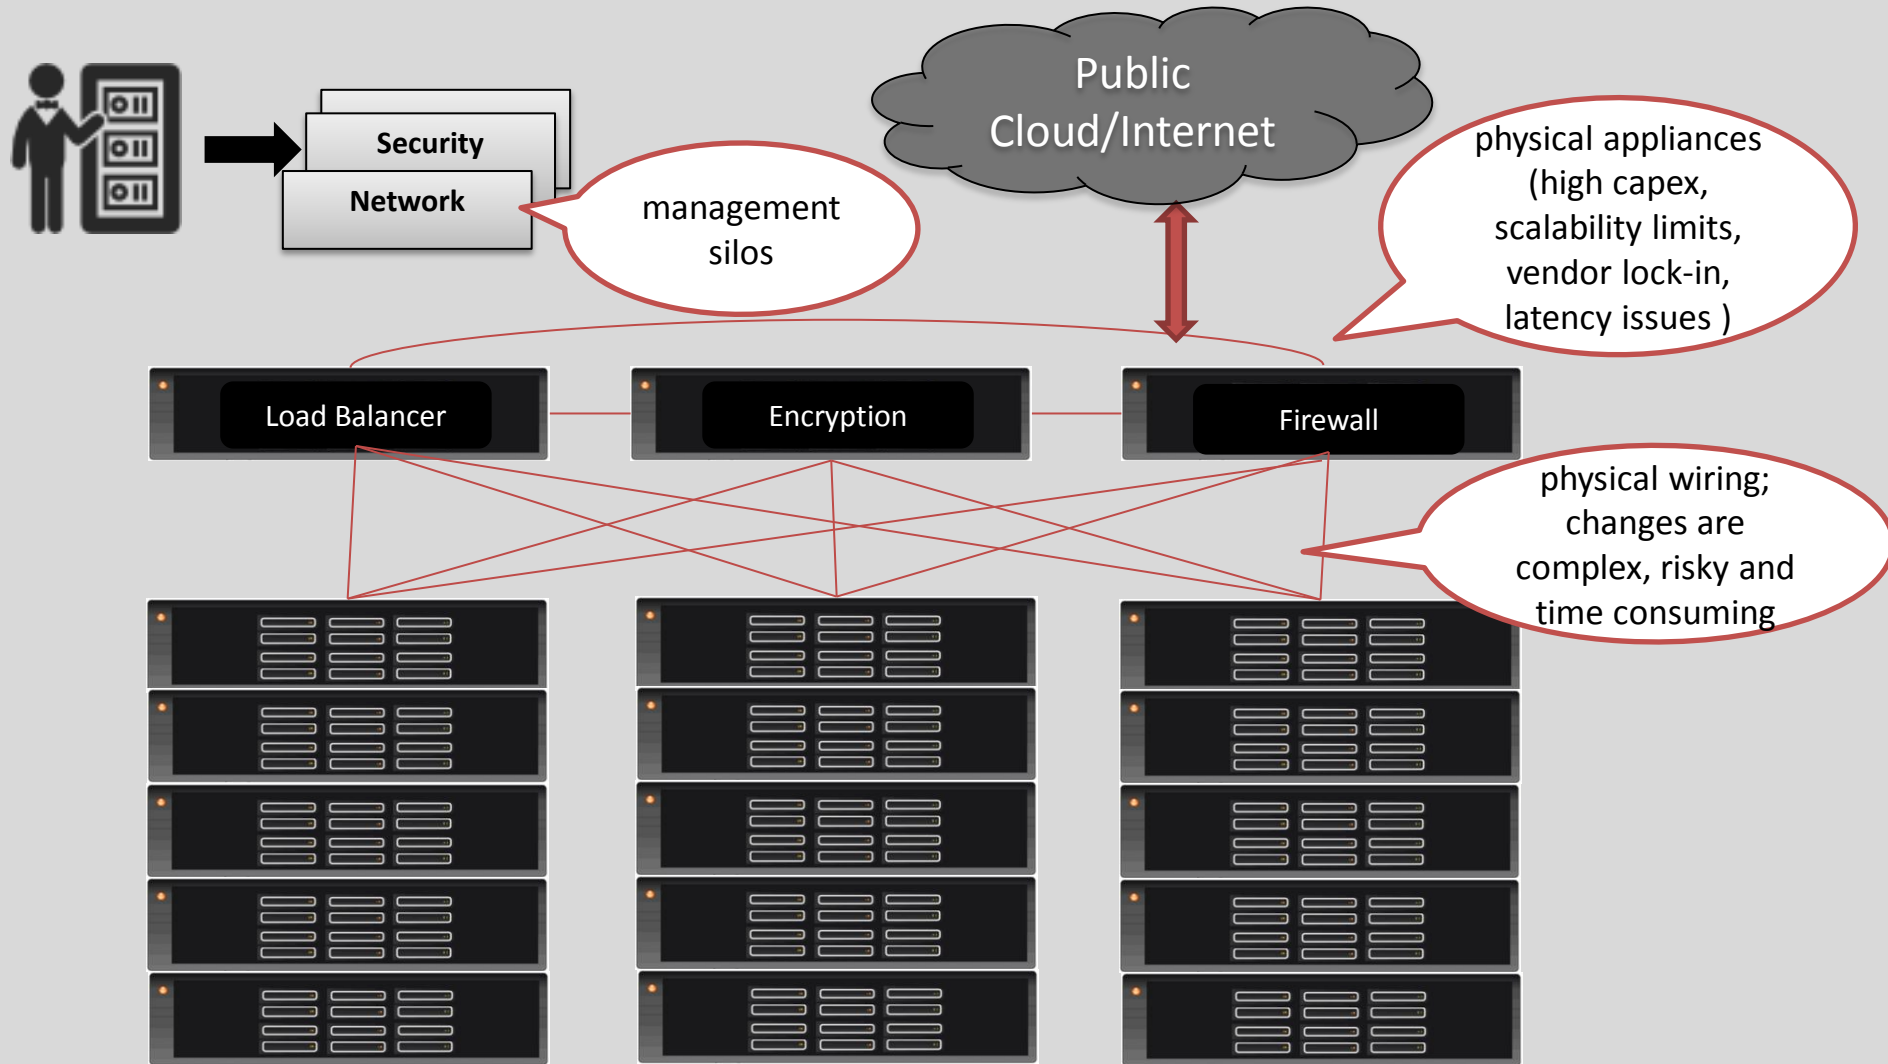 Public
Cloud/Internet
Security
Network
management
silos
physical appliances
(high capex,
scalability limits,
vendor lock-in,
latency issues )
Load Balancer
Encryption
Firewall
physical wiring;
changes are
complex, risky and
time consuming